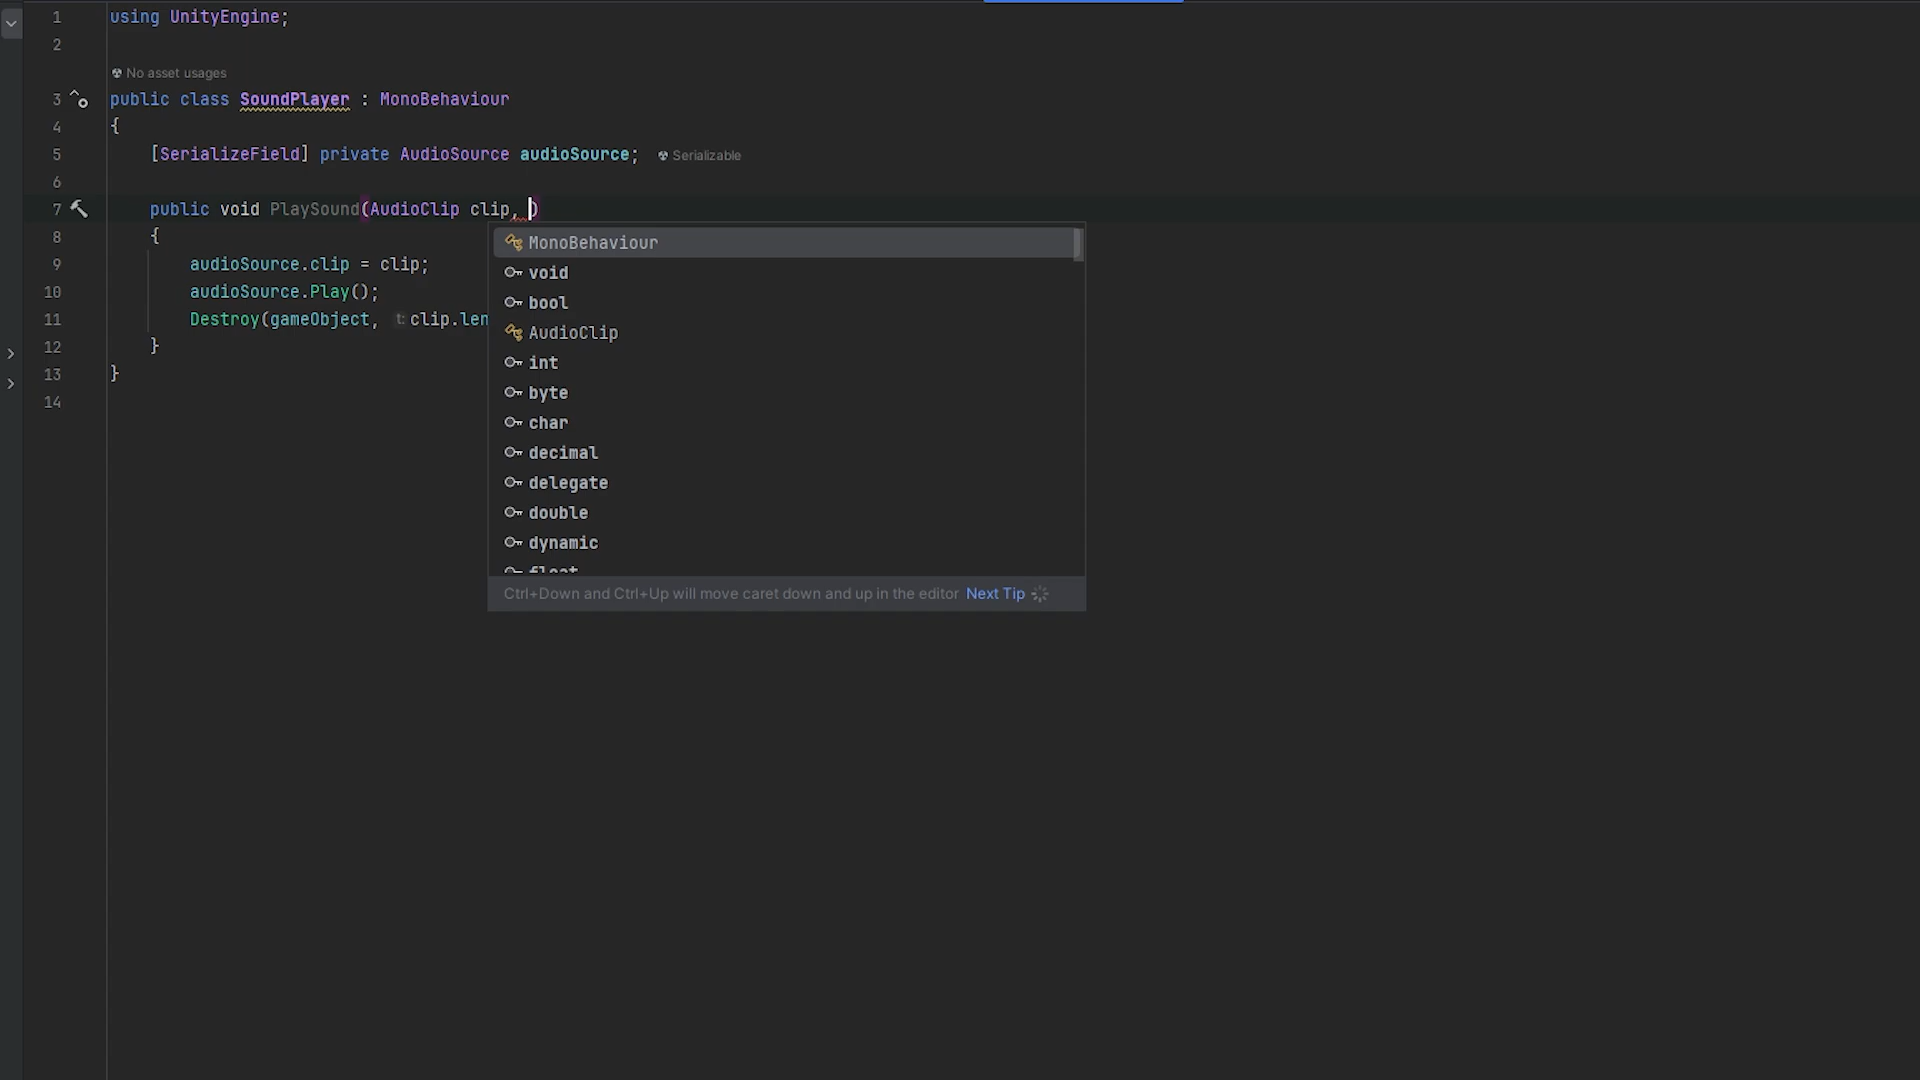 1 using UnityEngine;
2
No asset usages
3 public class SoundPlayer : MonoBehaviour
4 {
5 [SerializeField] private AudioSource audioSource; Serializable
6
7 public void PlaySound(AudioClip clip, )
8 {
9 audioSource.clip = clip;
10 audioSource.Play();
11 Destroy(gameObject, t: clip.len
12 }
13 }
14
MonoBehaviour
void
bool
AudioClip
int
byte
char
decimal
delegate
double
dynamic
float
Ctrl+Down and Ctrl+Up will move caret down and up in the editor Next Tip